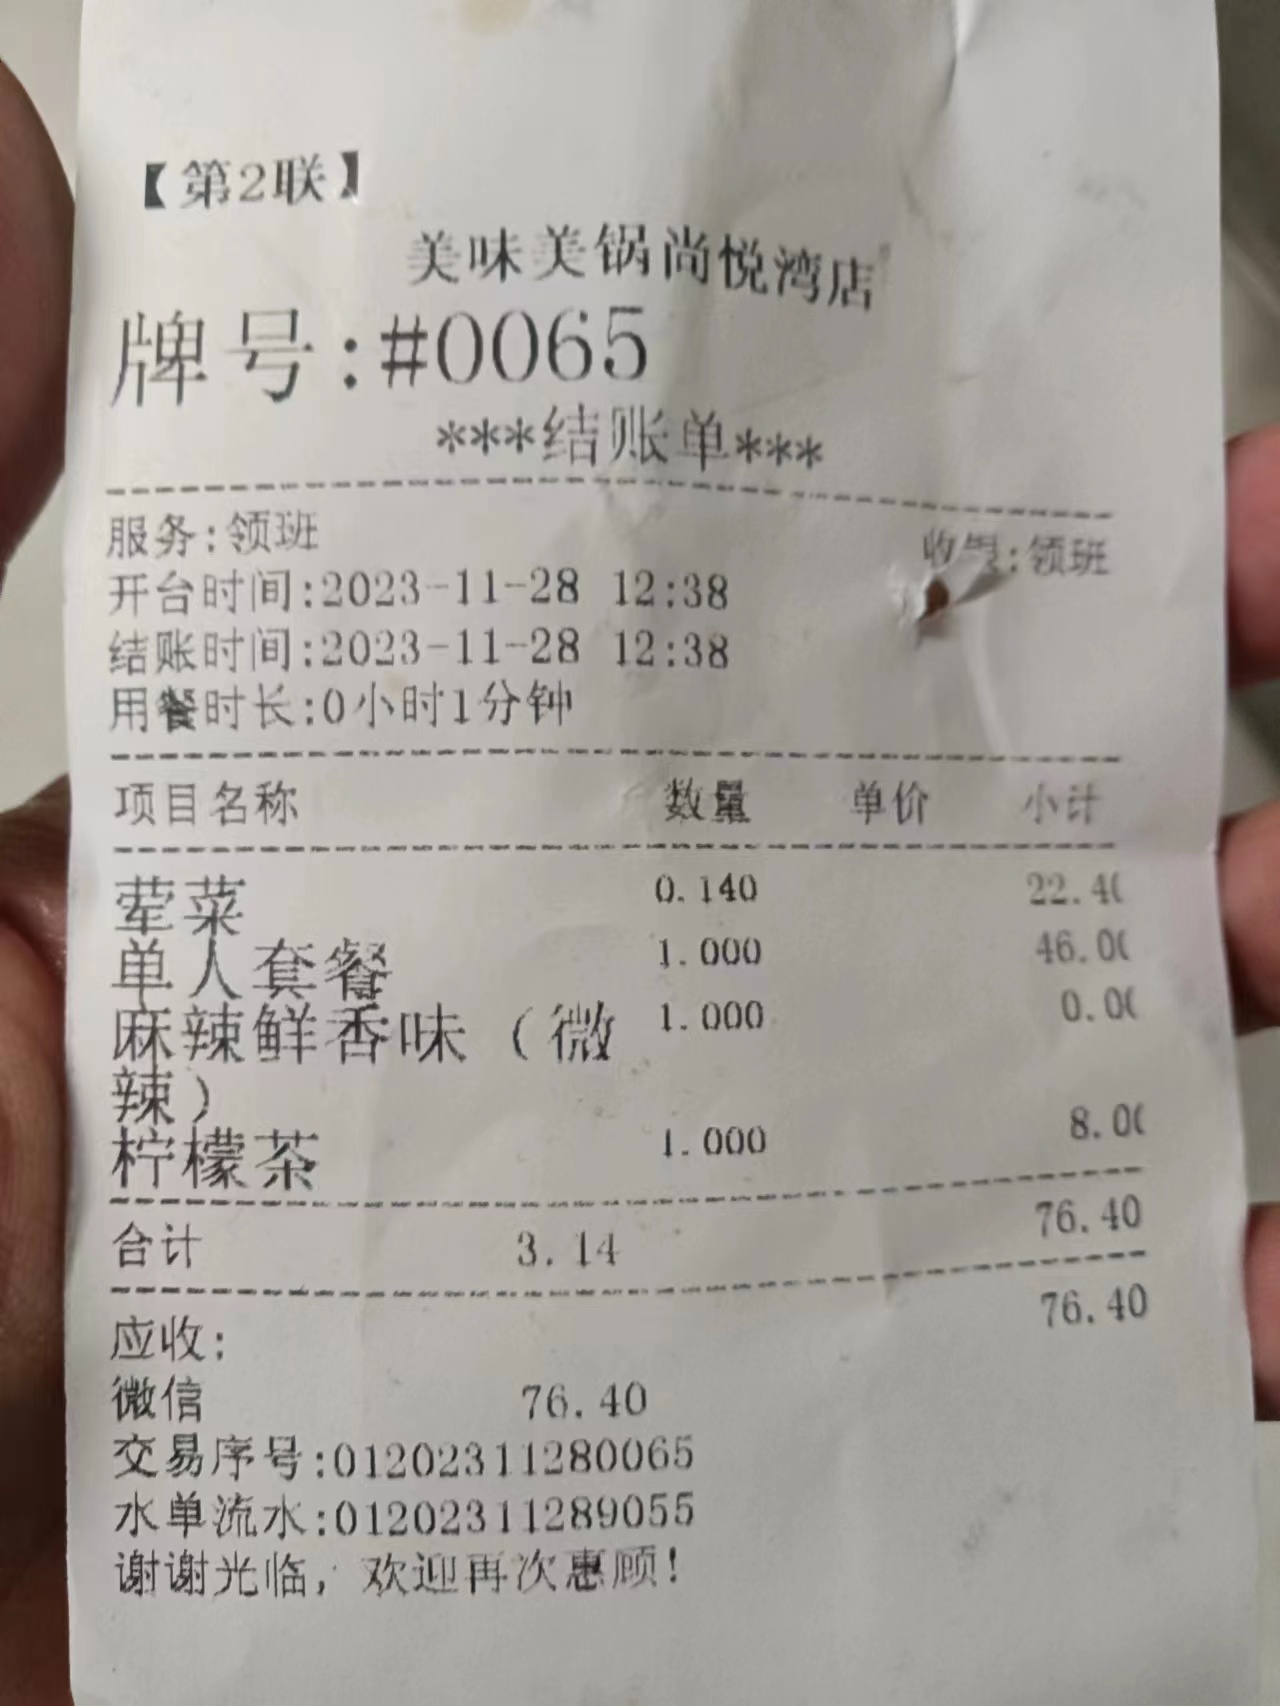 【第2联】
美味美锅尚悦湾店
牌号:#0065
***结账单***
服务:领班 收银:领班
开台时间:2023-11-28 12:38
结账时间:2023-11-28 12:38
用餐时长:0小时1分钟
项目名称 数量 单价 小计
荤菜 0.140 22.40
单人套餐 1.000 46.00
麻辣鲜香味（微 1.000 0.00
辣）
柠檬茶 1.000 8.00
合计 3.14 76.40
应收: 76.40
微信 76.40
交易序号:01202311280065
水单流水:01202311289055
谢谢光临，欢迎再次惠顾!